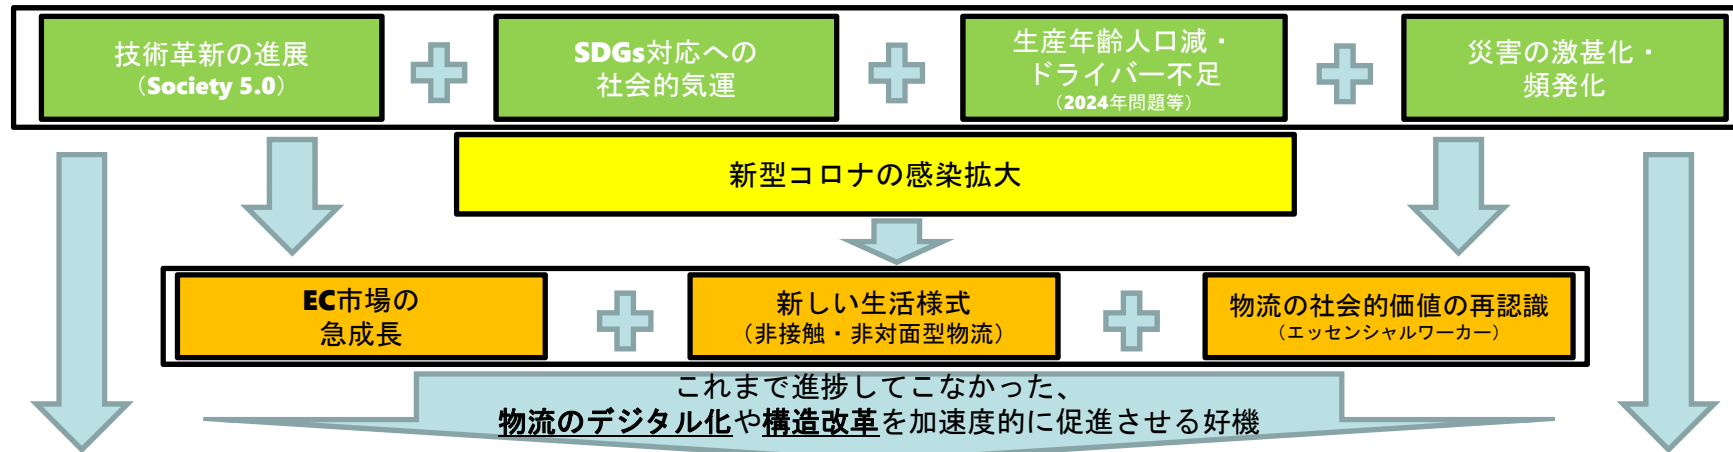 技術革新の進展
（Society 5.0）
SDGs対応への
社会的気運
生産年齢人口減・
ドライバー不足
（2024年問題等）
災害の激甚化・
頻発化
新型コロナの感染拡大
EC市場の
急成長
新しい生活様式
（非接触・非対面型物流）
物流の社会的価値の再認識
（エッセンシャルワーカー）
これまで進捗してこなかった、
物流のデジタル化や構造改革を加速度的に促進させる好機